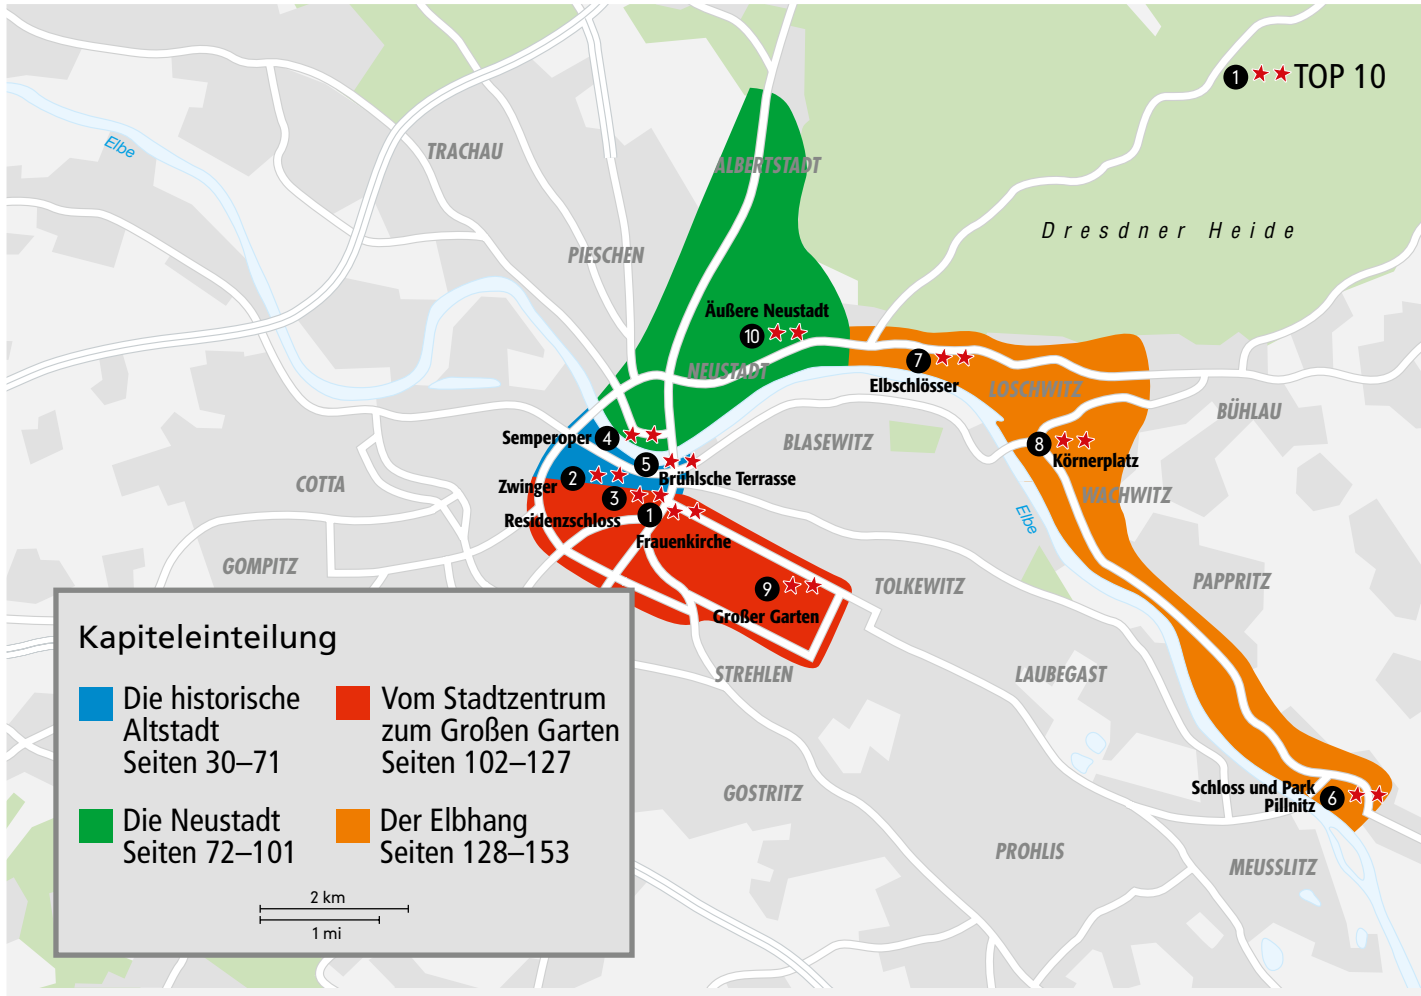 1 TOP 10
Elbe
TRACHAU
ALBERTSTADT
Dresdner Heide
PIESCHEN
Äußere Neustadt
10
NEUSTADT
7
Elbschlösser
LOSCHWITZ
BÜHLAU
Semperoper 4
BLASEWITZ
8
Körnerplatz
5
Brühlsche Terrasse
Zwinger 2
COTTA
3
Residenzschloss
WACHWITZ
1
Frauenkirche
Elbe
GOMPITZ
9
Großer Garten
TOLKEWITZ
PAPPRITZ
STREHLEN
LAUBEGAST
GOSTRITZ
Schloss und Park
Pillnitz
6
PROHLIS
MEUSSLITZ
Kapiteleinteilung
Die historische
Altstadt
Seiten 30–71
Vom Stadtzentrum
zum Großen Garten
Seiten 102–127
Die Neustadt
Seiten 72–101
Der Elbhang
Seiten 128–153
2 km
1 mi